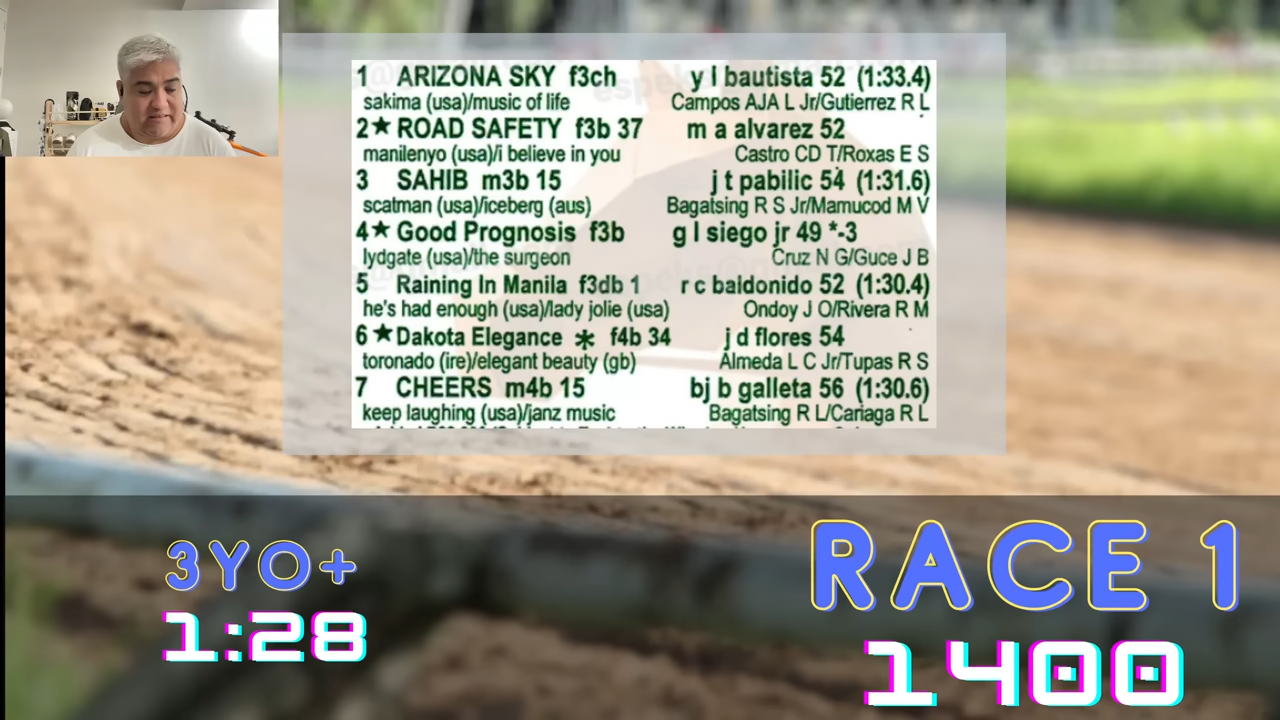 1 ARIZONA SKY f3ch y l bautista 52 (1:33.4)
sakima (usa)/music of life Campos AJA L Jr/Gutierrez R L
2★ ROAD SAFETY f3b 37 m a alvarez 52
manilenyo (usa)/i believe in you Castro CD T/Roxas E S
3 SAHIB m3b 15 j t pabilic 54 (1:31.6)
scatman (usa)/iceberg (aus) Bagatsing R S Jr/Mamucod M V
4★ Good Prognosis f3b g l siego jr 49 *-3
lydgate (usa)/the surgeon Cruz N G/Guce J B
5 Raining In Manila f3db 1 r c baldonido 52 (1:30.4)
he's had enough (usa)/lady jolie (usa) Ondoy J O/Rivera R M
6★ Dakota Elegance * f4b 34 j d flores 54
toronado (ire)/elegant beauty (gb) Almeda L C Jr/Tupas R S
7 CHEERS m4b 15 bj b galleta 56 (1:30.6)
keep laughing (usa)/janz music Bagatsing R L/Cariaga R L
3YO+
1:28
RACE 1
1400